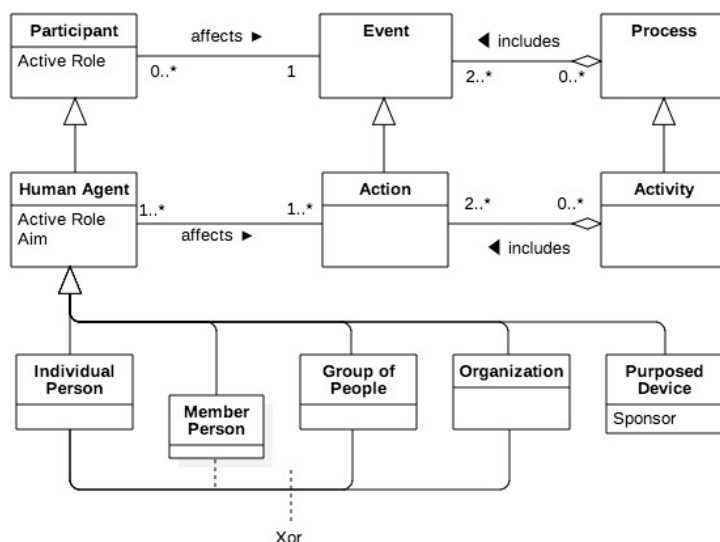 Participant
Active Role
affects ►
0..*
1
Event
◄ includes
2..*
0..*
Process
Human Agent
Active Role
Aim
1..*
affects ►
1..*
Action
2..*
0..*
◄ includes
Activity
Individual
Person
Member
Person
Group of
People
Organization
Purposed
Device
Sponsor
Xor